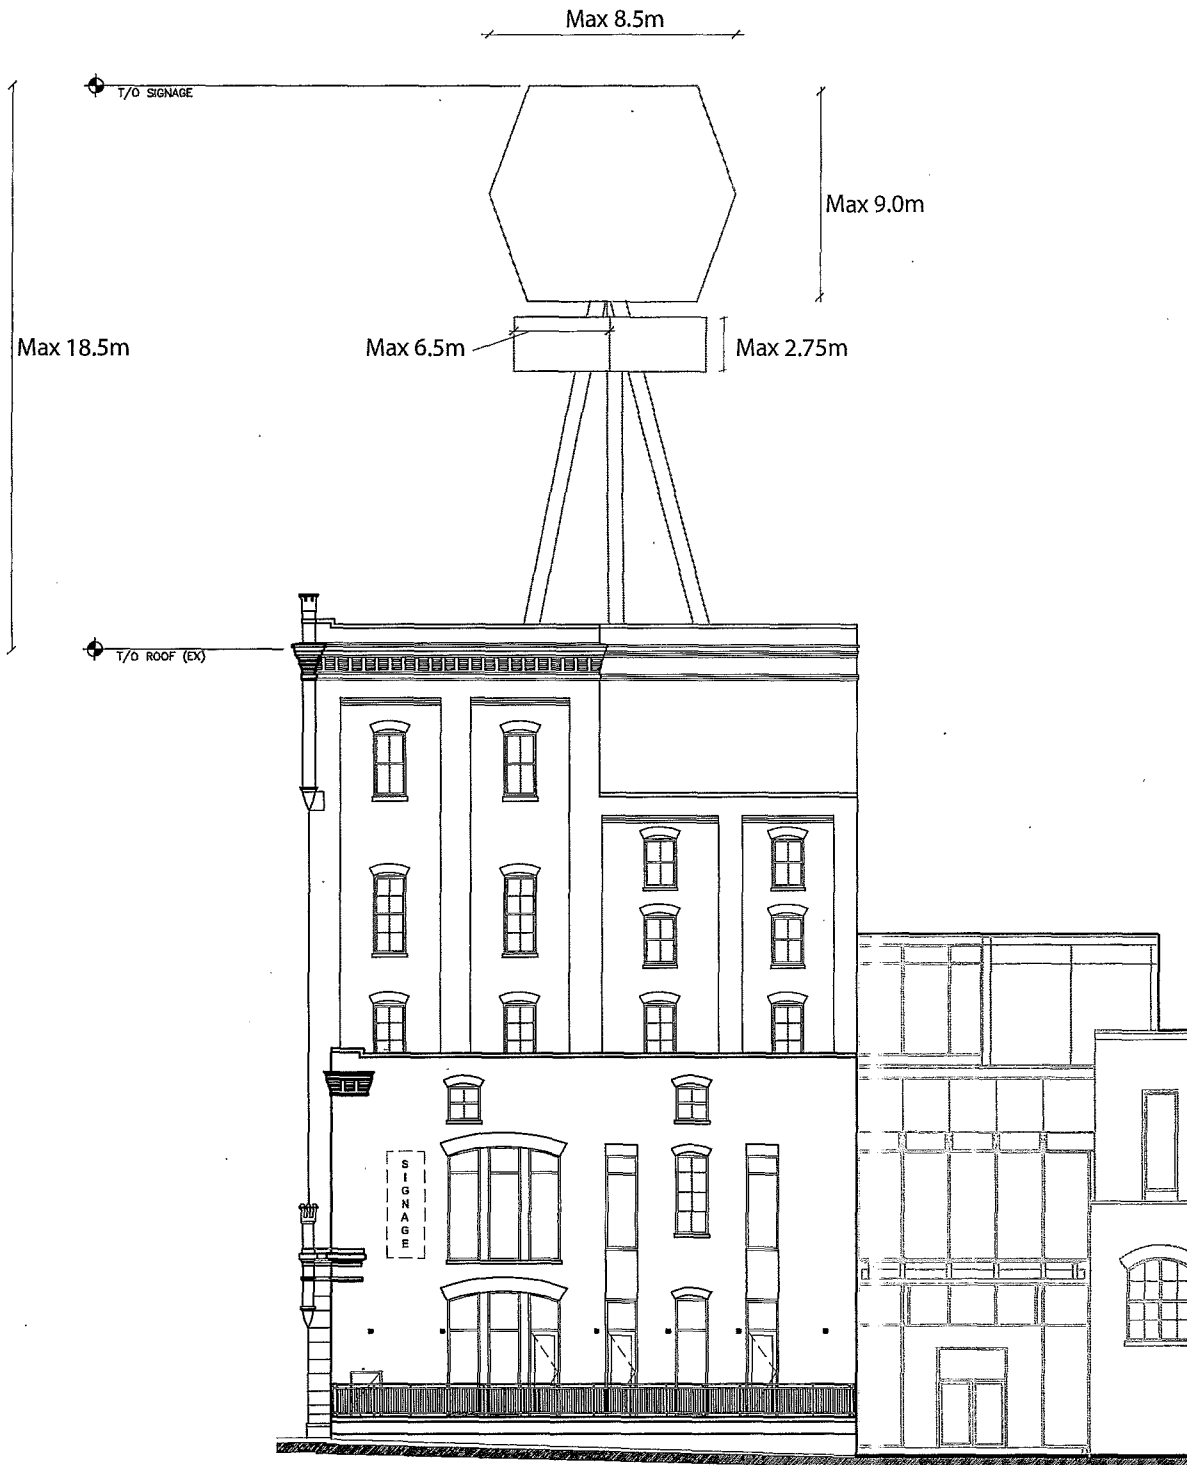 Max 8.5m
T/O SIGNAGE
Max 9.0m
Max 18.5m
Max 6.5m
Max 2.75m
T/O ROOF (EX)
SIGNAGE